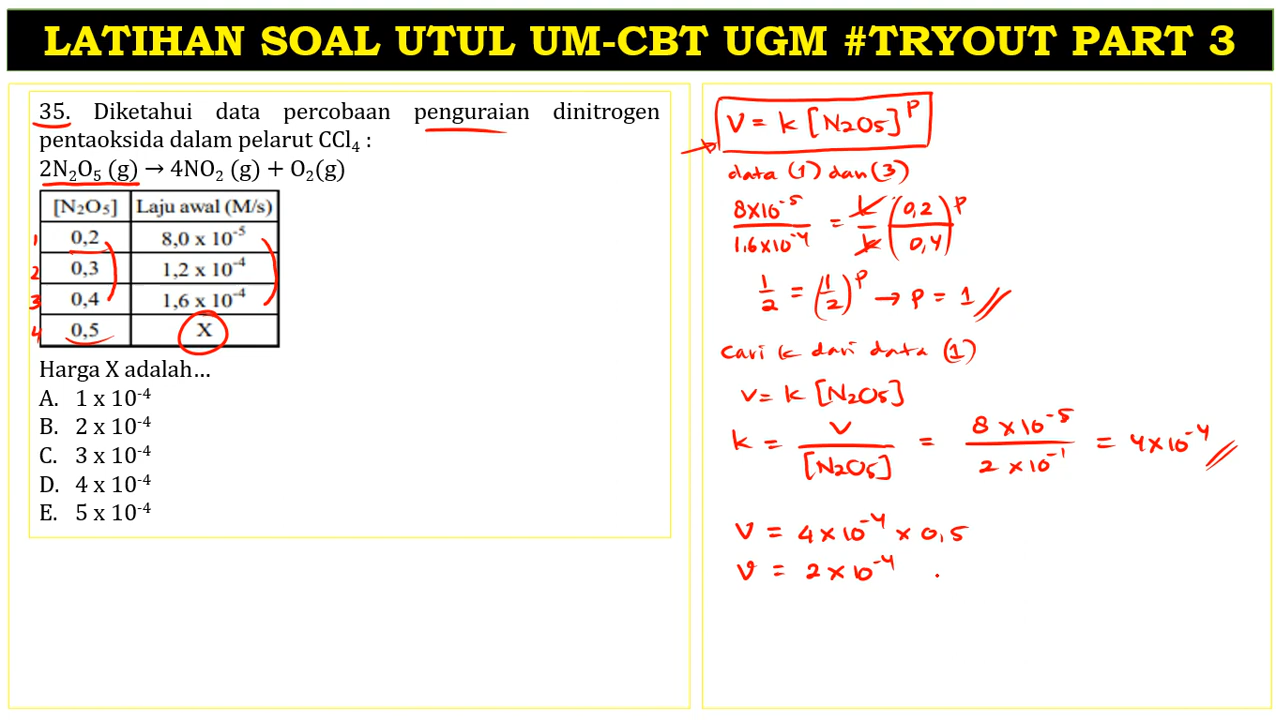 LATIHAN SOAL UTUL UM-CBT UGM #TRYOUT PART 3
35. Diketahui data percobaan penguraian dinitrogen
pentaoksida dalam pelarut CCl₄ :
2N₂O₅ (g) → 4NO₂ (g) + O₂(g)
[N₂O₅] Laju awal (M/s)
1 0,2 8,0 x 10⁻⁵
2 0,3 1,2 x 10⁻⁴
3 0,4 1,6 x 10⁻⁴
4 0,5 X
Harga X adalah...
A. 1 x 10⁻⁴
B. 2 x 10⁻⁴
C. 3 x 10⁻⁴
D. 4 x 10⁻⁴
E. 5 x 10⁻⁴
V = k [N₂O₅]ᵖ
data (1) dan (3)
8x10⁻⁵ / 1,6x10⁻⁴ = k/k (0,2 / 0,4)ᵖ
1/2 = (1/2)ᵖ → p = 1 //
Cari k dari data (1)
v = k [N₂O₅]
k = V / [N₂O₅] = 8 x 10⁻⁵ / 2 x 10⁻¹ = 4x10⁻⁴ //
V = 4x10⁻⁴ x 0,5
V = 2x10⁻⁴